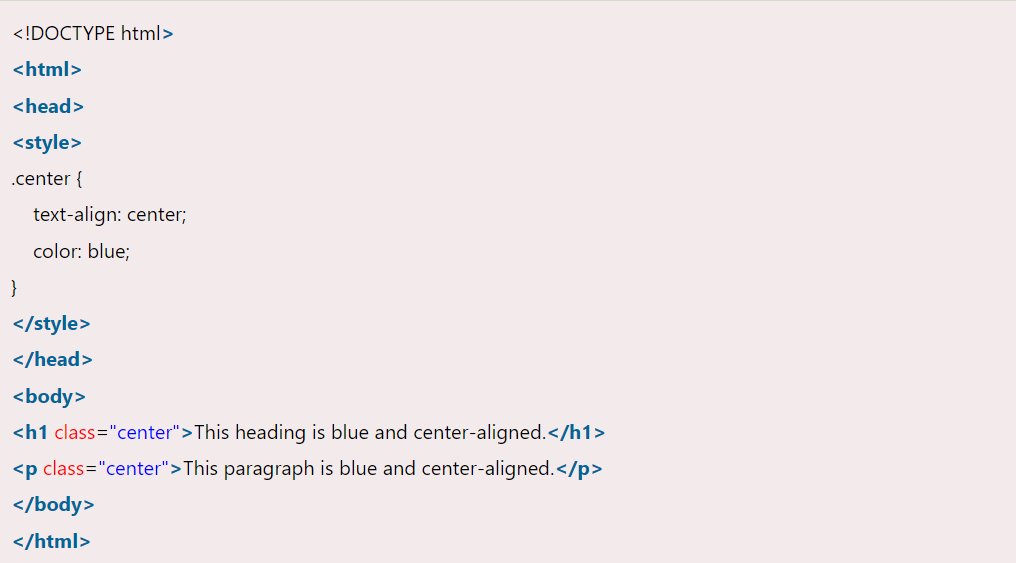 <!DOCTYPE html>
<html>
<head>
<style>
.center {
    text-align: center;
    color: blue;
}
</style>
</head>
<body>
<h1 class="center">This heading is blue and center-aligned.</h1>
<p class="center">This paragraph is blue and center-aligned.</p>
</body>
</html>